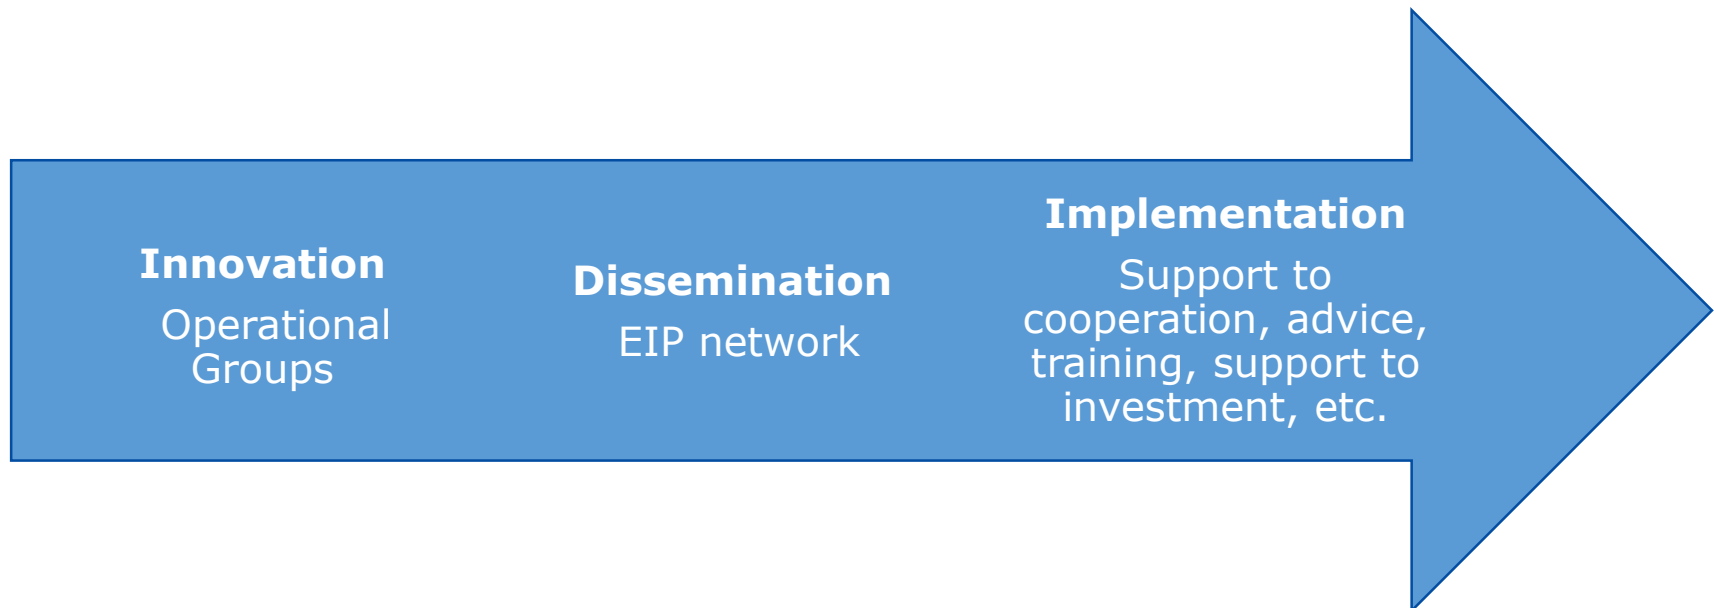 Innovation
Operational
Groups
Dissemination
EIP network
Implementation
Support to
cooperation, advice,
training, support to
investment, etc.